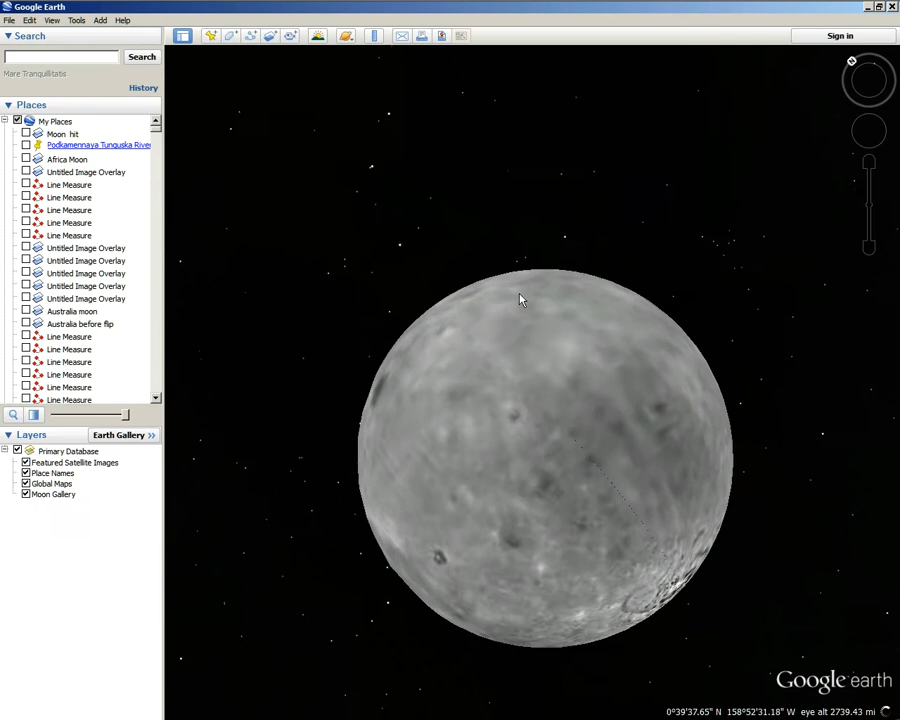 Google Earth
File Edit View Tools Add Help
Search
Sign in
Search
Mare Tranquillitatis
History
Places
My Places
Moon hit
Podkamennaya Tunguska River
Africa Moon
Untitled Image Overlay
Line Measure
Line Measure
Line Measure
Line Measure
Line Measure
Untitled Image Overlay
Untitled Image Overlay
Untitled Image Overlay
Untitled Image Overlay
Untitled Image Overlay
Australia moon
Australia before flip
Line Measure
Line Measure
Line Measure
Line Measure
Line Measure
Line Measure
Layers
Earth Gallery >>
Primary Database
Featured Satellite Images
Place Names
Global Maps
Moon Gallery
Google earth
0°39'37.65" N 158°52'31.18" W eye alt 2739.43 mi